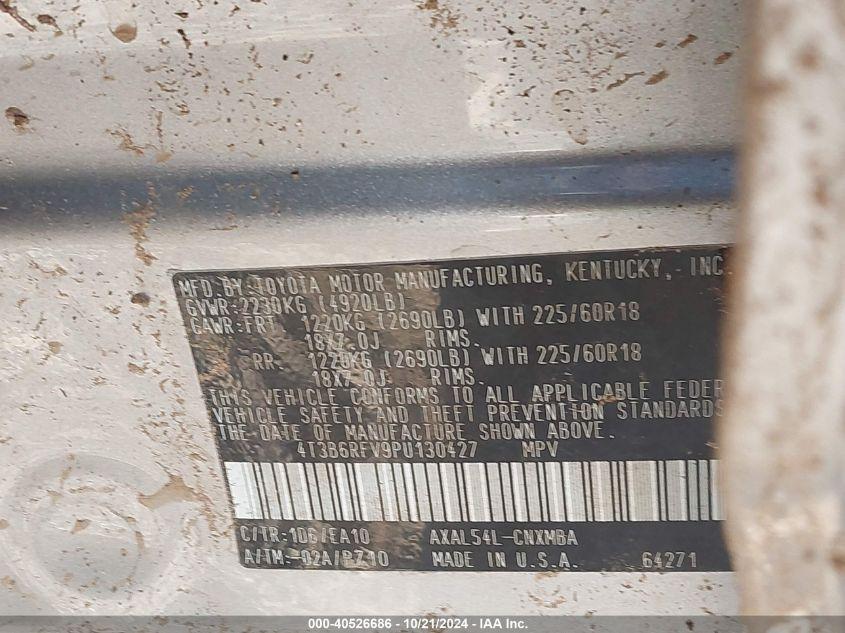 MFD BY:TOYOTA MOTOR MANUFACTURING, KENTUCKY, INC
GVWR:2230KG (4920LB)
GAWR:FRT 1220KG (2690LB) WITH 225/60R18
18X7.0J RIMS.
RR: 1220KG (2690LB) WITH 225/60R18
18X7.0J RIMS.
THIS VEHICLE CONFORMS TO ALL APPLICABLE FEDER
VEHICLE SAFETY AND THEFT PREVENTION STANDARDS
THE DATE OF MANUFACTURE SHOWN ABOVE.
4T3B6RFV9PU130427 MPV
C/TR:1D6/EA10 AXAL54L-CNXMBA
A/TM:-02A/PZ10 MADE IN U.S.A. 64271
000-40526686 - 10/21/2024 - IAA Inc.